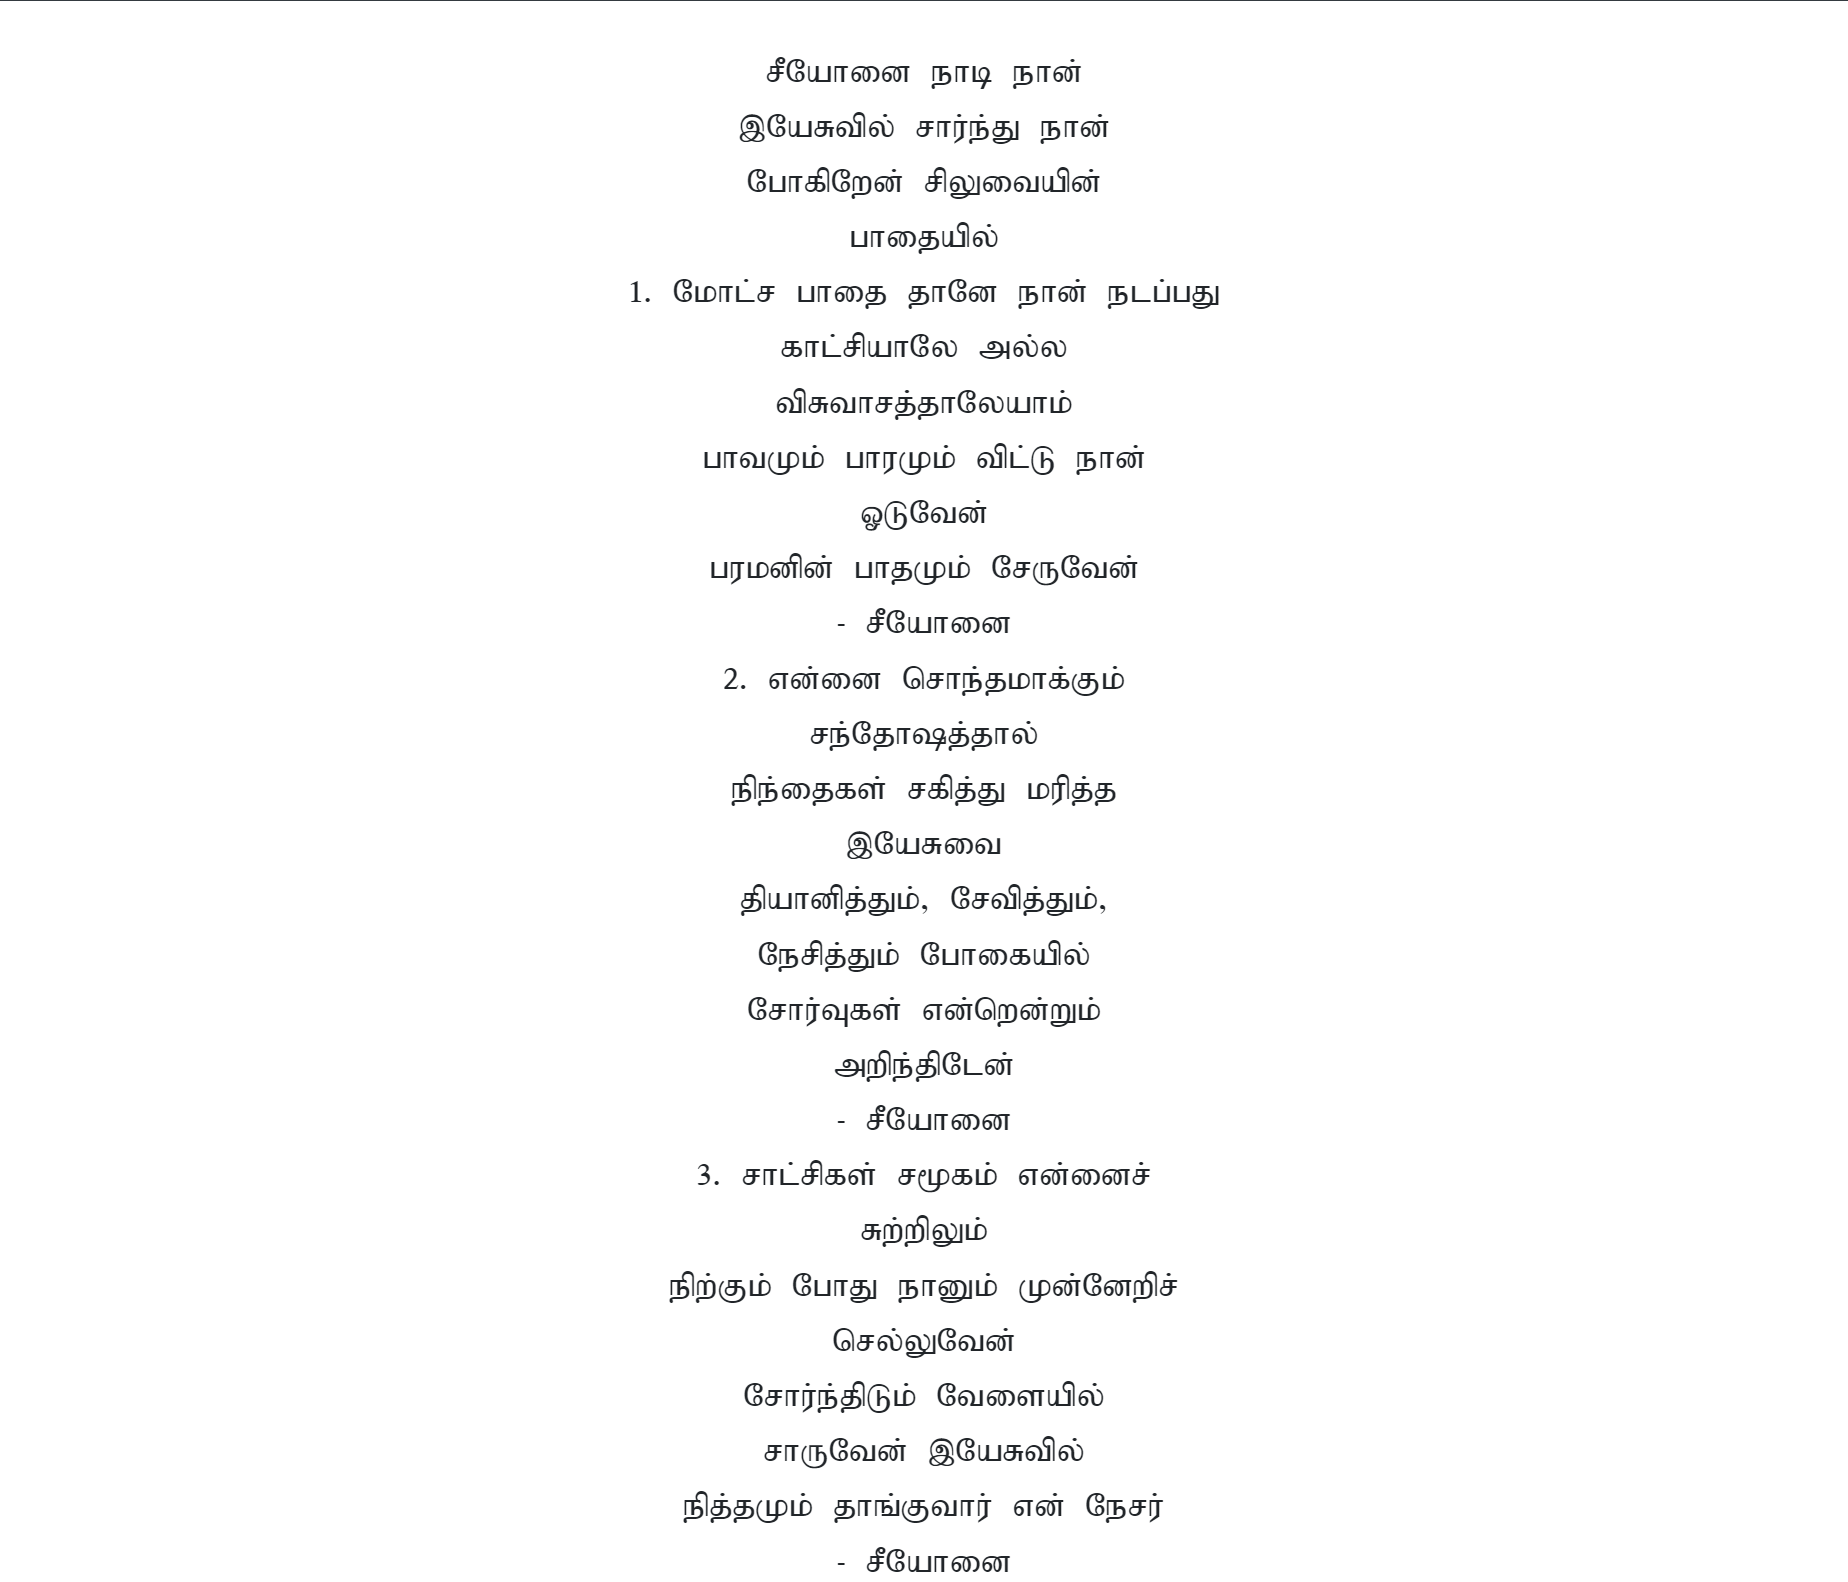 சீயோனை நாடி நான்
இயேசுவில் சார்ந்து நான்
போகிறேன் சிலுவையின்
பாதையில்
1. மோட்ச பாதை தானே நான் நடப்பது
காட்சியாலே அல்ல
விசுவாசத்தாலேயாம்
பாவமும் பாரமும் விட்டு நான்
ஓடுவேன்
பரமனின் பாதமும் சேருவேன்
- சீயோனை
2. என்னை சொந்தமாக்கும்
சந்தோஷத்தால்
நிந்தைகள் சகித்து மரித்த
இயேசுவை
தியானித்தும், சேவித்தும்,
நேசித்தும் போகையில்
சோர்வுகள் என்றென்றும்
அறிந்திடேன்
- சீயோனை
3. சாட்சிகள் சமூகம் என்னைச்
சுற்றிலும்
நிற்கும் போது நானும் முன்னேறிச்
செல்லுவேன்
சோர்ந்திடும் வேளையில்
சாருவேன் இயேசுவில்
நித்தமும் தாங்குவார் என் நேசர்
- சீயோனை